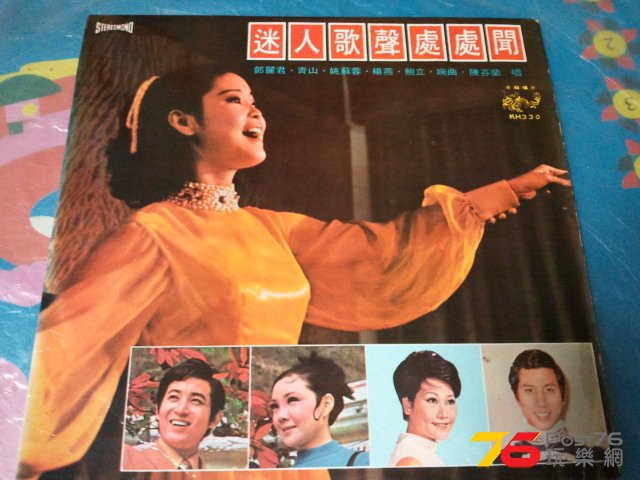 STEREO MONO
迷人歌聲處處聞
鄧麗君・青山・姚蘇蓉・楊燕・鮑立・婉曲・陳芬蘭 唱
KH330
76
POST76
玩樂網